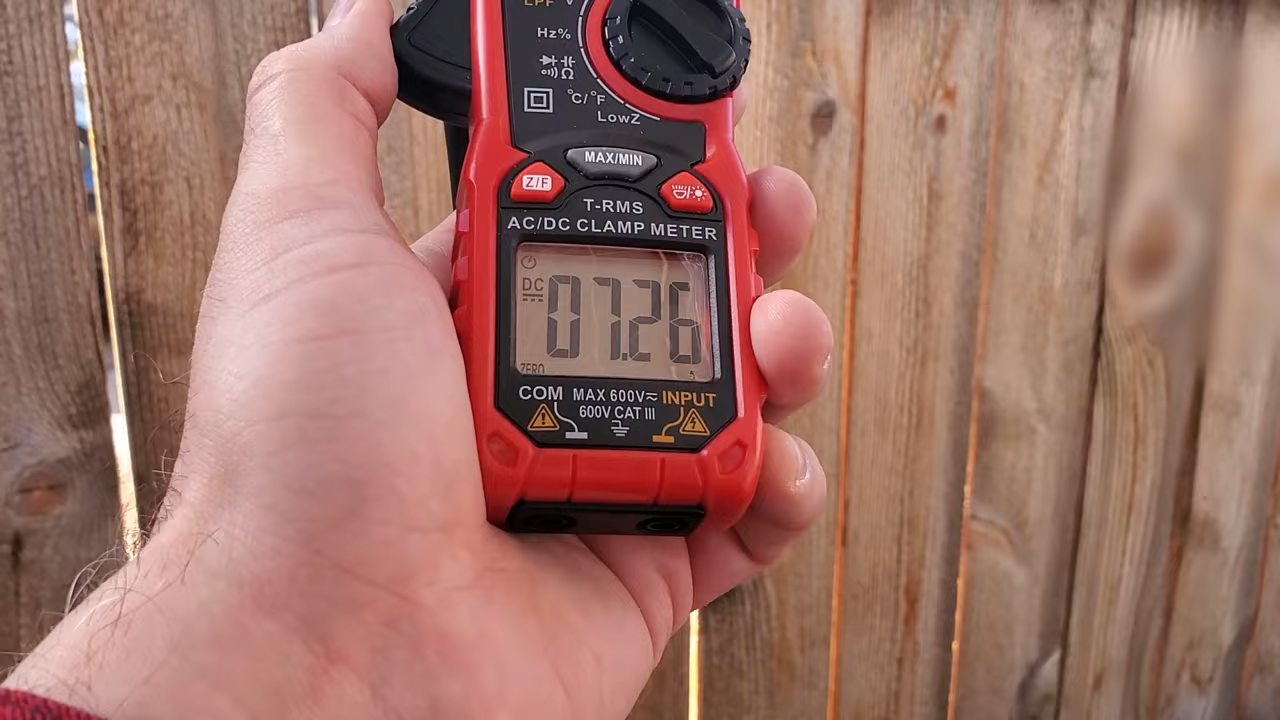 LPF V
Hz%
Ω
°C/°F
LowZ
MAX/MIN
Z/F
T-RMS
AC/DC CLAMP METER
DC
07.26
ZERO
A
COM MAX 600V≂ INPUT
600V CAT III